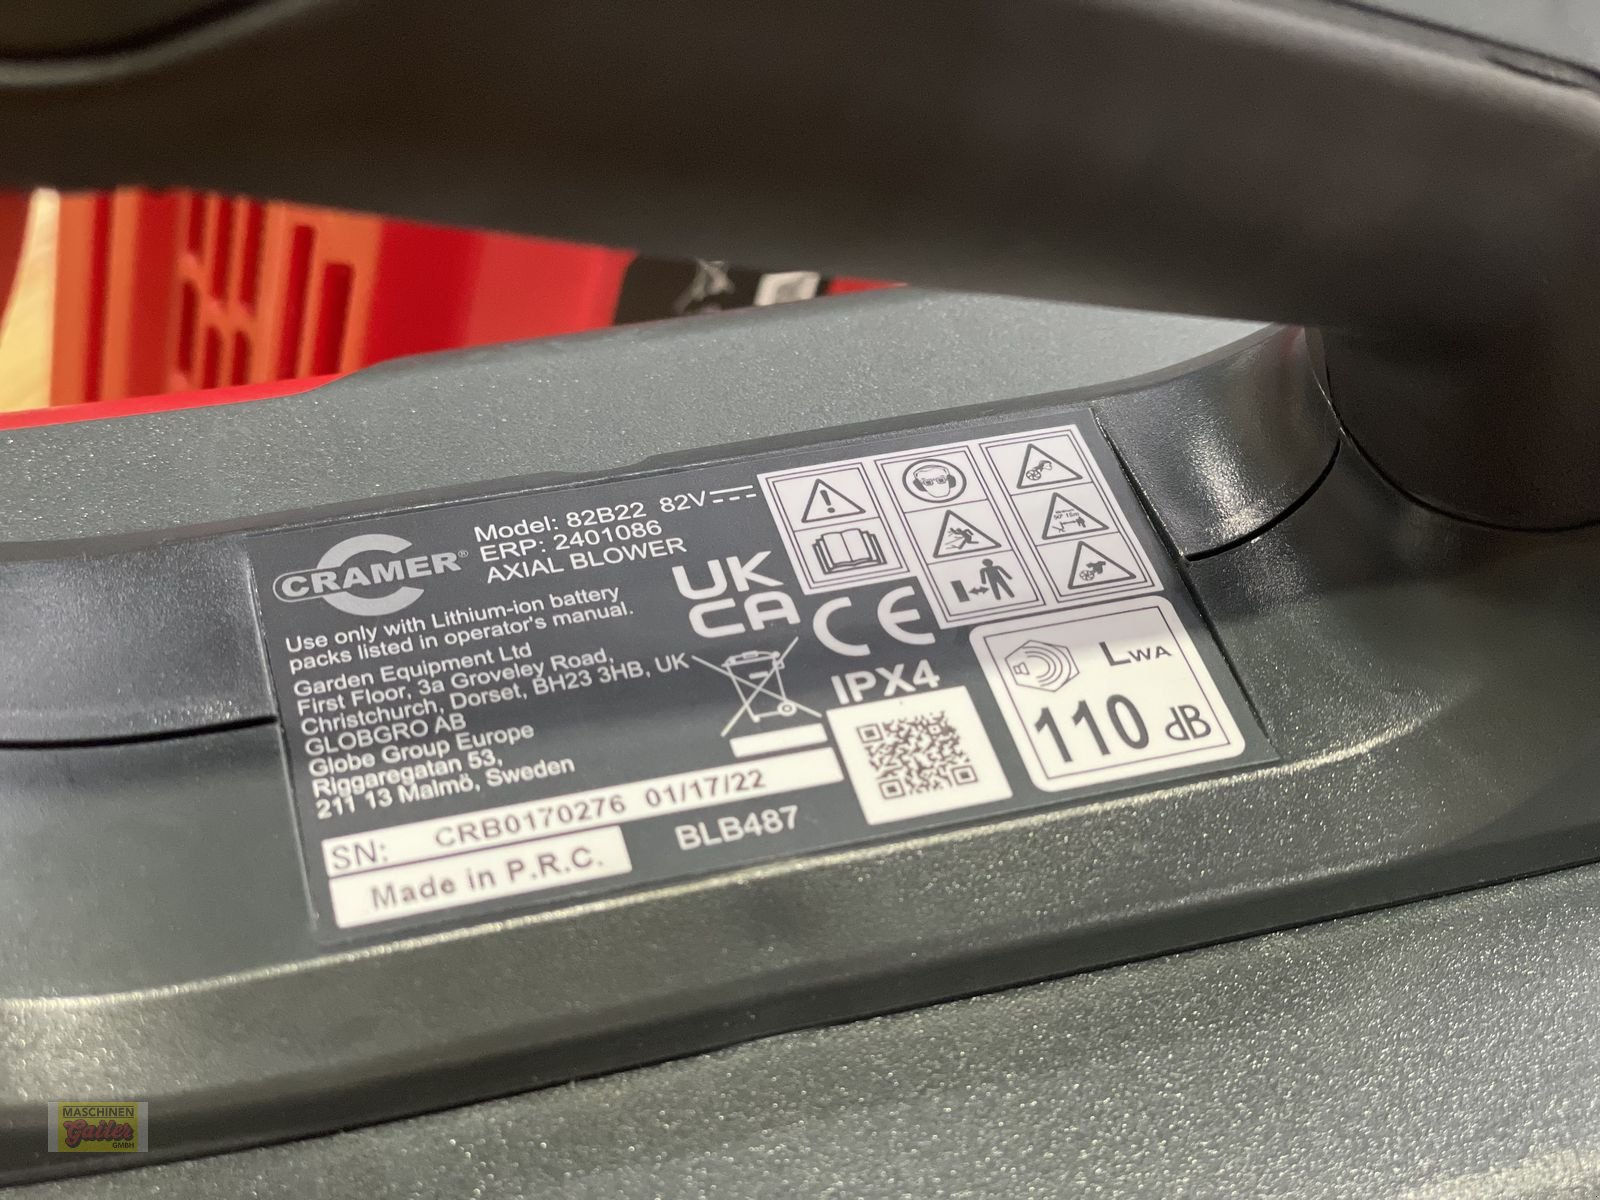 CRAMER®
Model: 82B22 82V
ERP: 2401086
AXIAL BLOWER
Use only with Lithium-ion battery
packs listed in operator's manual.
Garden Equipment Ltd
First Floor, 3a Groveley Road,
Christchurch, Dorset, BH23 3HB, UK
GLOBGRO AB
Globe Group Europe
Riggaregatan 53,
211 13 Malmö, Sweden
SN: CRB0170276 01/17/22
Made in P.R.C.
BLB487
UK
CA
CE
IPX4
LWA
110 dB
MASCHINEN
Gailer
GMBH